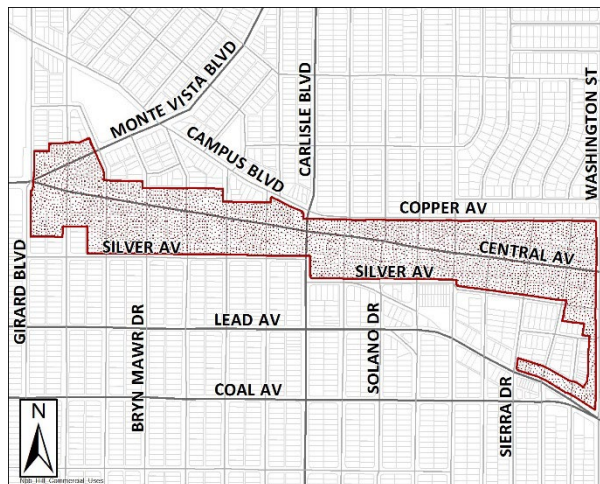 MONTE VISTA BLVD
CAMPUS BLVD
CARLISLE BLVD
WASHINGTON ST
COPPER AV
CENTRAL AV
SILVER AV
SILVER AV
GIRARD BLVD
LEAD AV
BRYN MAWR DR
SOLANO DR
COAL AV
SIERRA DR
N
Nob_Hill_Commercial_Uses